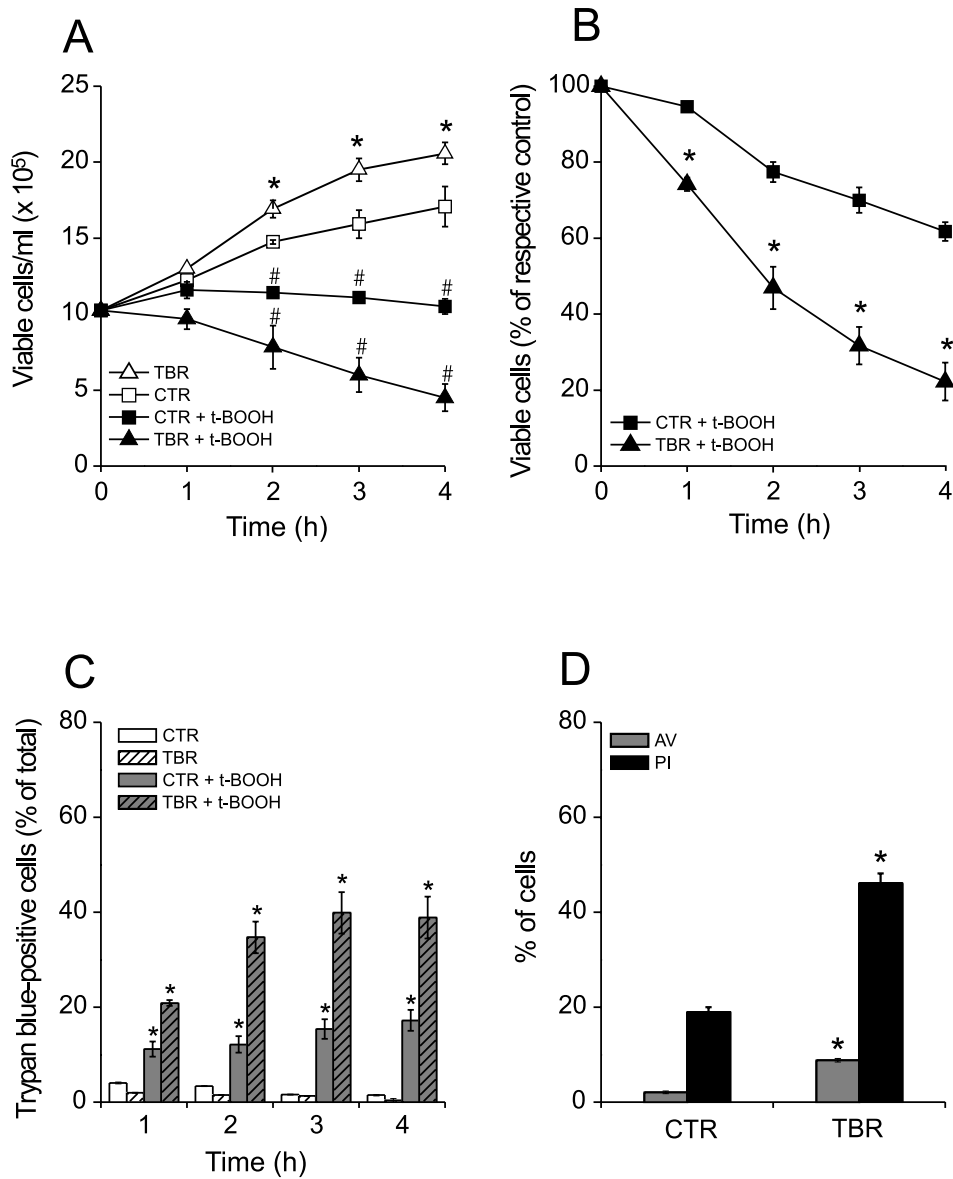 A
Viable cells/ml (x 10⁵)
25
20
15
10
5
0
* * *
# # #
# # #
TBR
CTR
CTR + t-BOOH
TBR + t-BOOH
0 1 2 3 4
Time (h)
B
Viable cells (% of respective control)
100
80
60
40
20
0
* * * *
CTR + t-BOOH
TBR + t-BOOH
0 1 2 3 4
Time (h)
C
Trypan blue-positive cells (% of total)
80
60
40
20
0
CTR
TBR
CTR + t-BOOH
TBR + t-BOOH
* * * * * * * *
1 2 3 4
Time (h)
D
% of cells
80
60
40
20
0
AV
PI
* *
CTR TBR